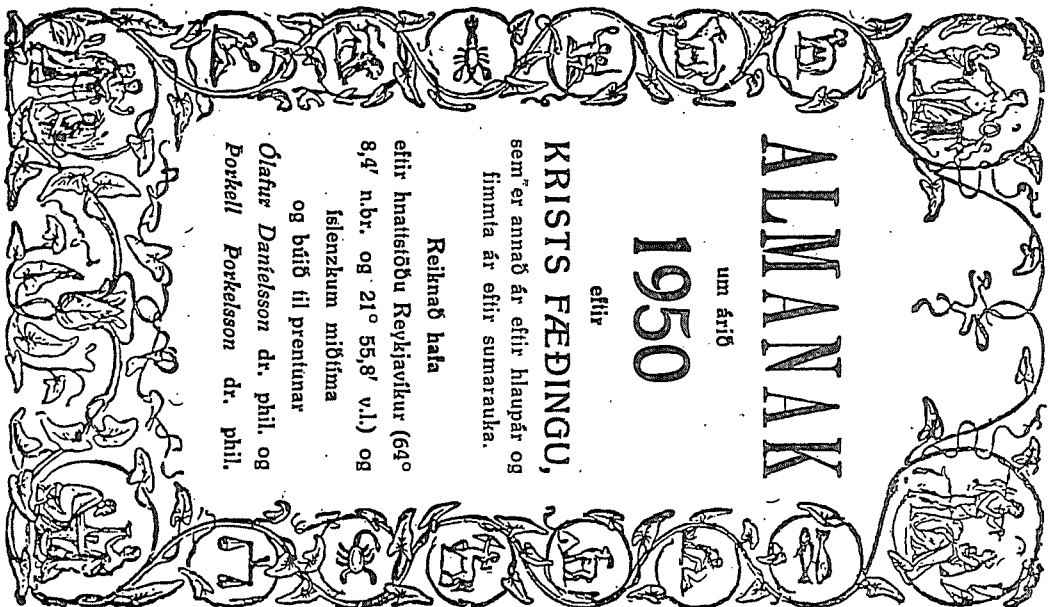 ALMANAK
um árið
1950
eftir
KRISTS FÆÐINGU,
sem er annað ár eftir hlaupár og
fimmta ár eftir sumarauka.
Reiknað hafa
eftir hnattstöðu Reykjavíkur (64°
8,4′ n.br. og 21° 55,8′ v.l.) og
íslenzkum miðtíma
og búið til prentunar
Ólafur Daníelsson dr. phil. og
Þorkell Þorkelsson dr. phil.